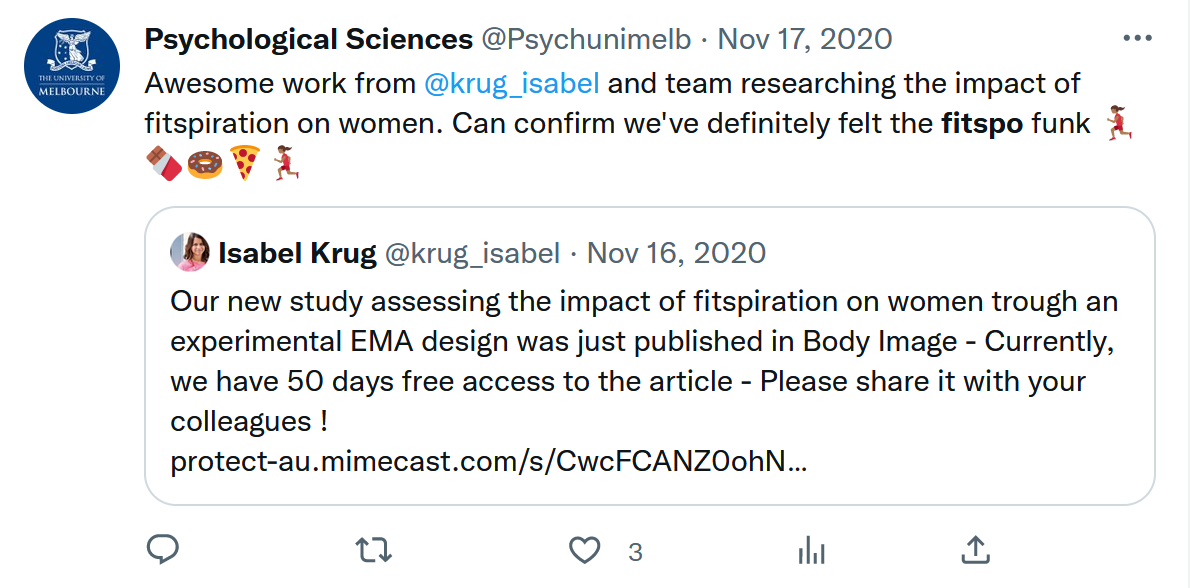 Psychological Sciences @Psychunimelb · Nov 17, 2020
THE UNIVERSITY OF
MELBOURNE
Awesome work from @krug_isabel and team researching the impact of
fitspiration on women. Can confirm we've definitely felt the fitspo funk 🏃🏽‍♀️
🍫🍩🍕🏃🏽‍♀️
Isabel Krug @krug_isabel · Nov 16, 2020
Our new study assessing the impact of fitspiration on women trough an
experimental EMA design was just published in Body Image - Currently,
we have 50 days free access to the article - Please share it with your
colleagues !
protect-au.mimecast.com/s/CwcFCANZ0ohN…
3